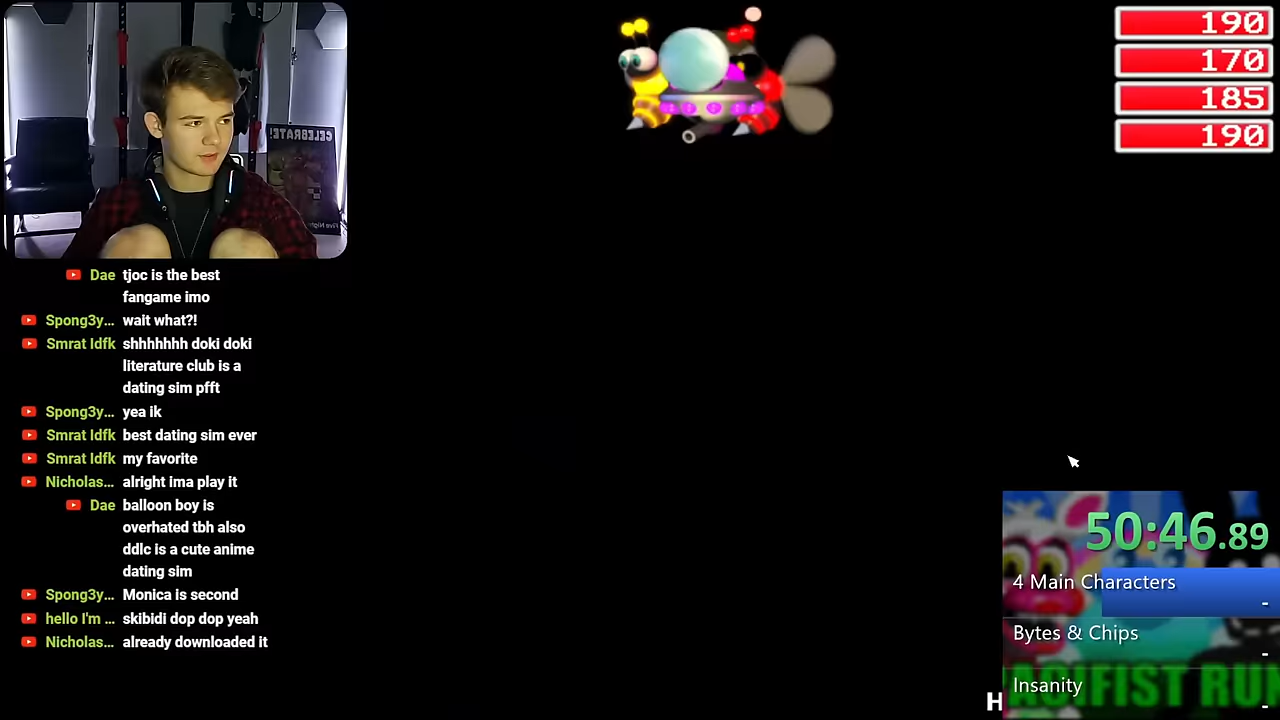 190
170
185
190
CELEBRATE!
Dae tjoc is the best
fangame imo
Spong3y... wait what?!
Smrat Idfk shhhhhhh doki doki
literature club is a
dating sim pfft
Spong3y... yea ik
Smrat Idfk best dating sim ever
Smrat Idfk my favorite
Nicholas... alright ima play it
Dae balloon boy is
overhated tbh also
ddlc is a cute anime
dating sim
Spong3y... Monica is second
hello I'm ... skibidi dop dop yeah
Nicholas... already downloaded it
50:46.89
4 Main Characters
-
Bytes & Chips
-
Insanity
-
ACIFIST RUN
H